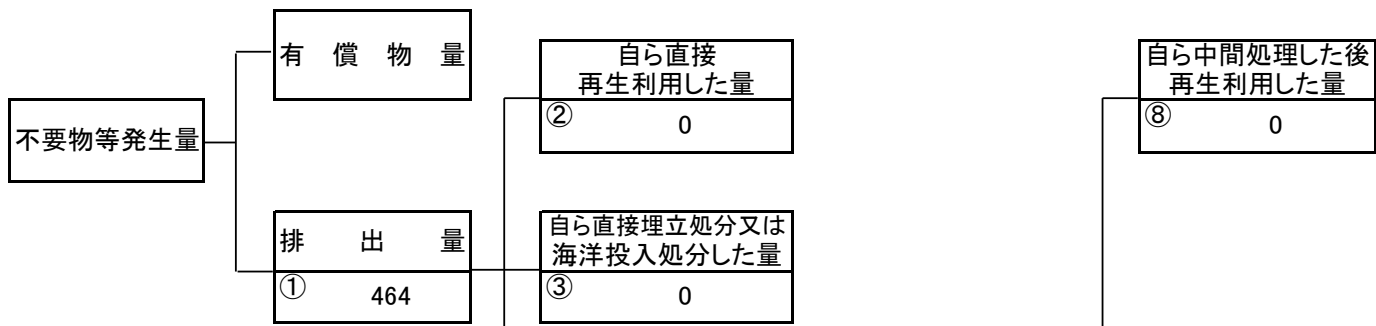 有償物量
自ら直接
再生利用した量
② 0
自ら中間処理した後
再生利用した量
⑧ 0
不要物等発生量
排出量
① 464
自ら直接埋立処分又は
海洋投入処分した量
③ 0